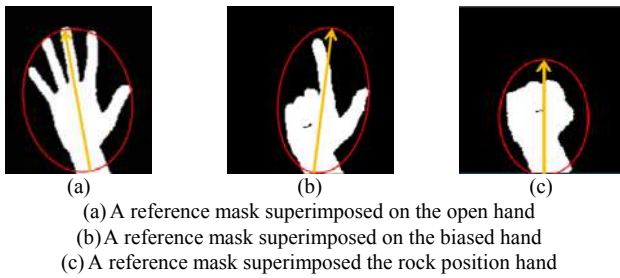 (a) (b) (c)
(a) A reference mask superimposed on the open hand
(b) A reference mask superimposed on the biased hand
(c) A reference mask superimposed the rock position hand